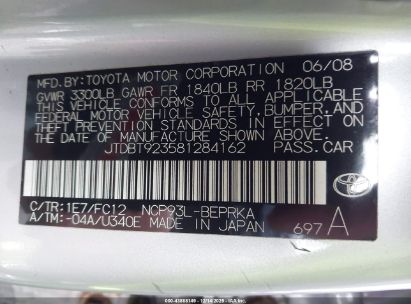 MFD. BY: TOYOTA MOTOR CORPORATION 06/08
GVWR 3300LB GAWR FR 1840LB RR 1820LB
THIS VEHICLE CONFORMS TO ALL APPLICABLE
FEDERAL MOTOR VEHICLE SAFETY, BUMPER, AND
THEFT PREVENTION STANDARDS IN EFFECT ON
THE DATE OF MANUFACTURE SHOWN ABOVE.
JTDBT923581284162 PASS.CAR
C/TR:1E7/FC12 NCP93L-BEPRKA
A/TM:-04A/U340E MADE IN JAPAN 697 A
TOYOTA